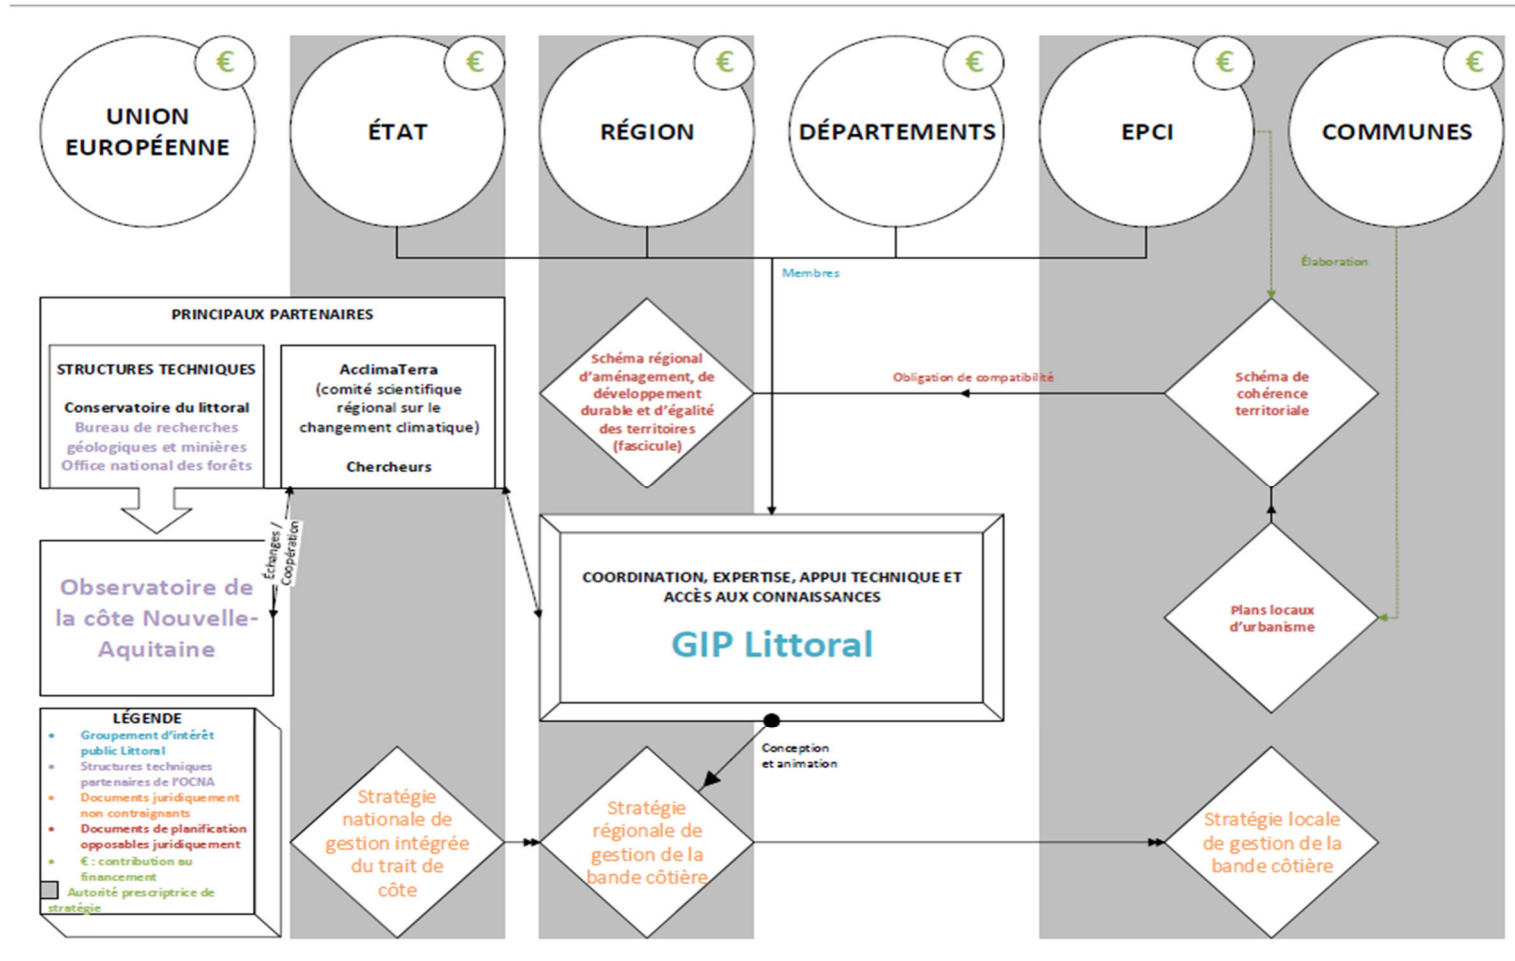 €
€
€
€
€
€
UNION
EUROPÉENNE
ÉTAT
RÉGION
DÉPARTEMENTS
EPCI
COMMUNES
Membres
Élaboration
PRINCIPAUX PARTENAIRES
STRUCTURES TECHNIQUES
Conservatoire du littoral
Bureau de recherches
géologiques et minières
Office national des forêts
AcclimaTerra
(comité scientifique
régional sur le
changement climatique)
Chercheurs
Schéma régional
d'aménagement, de
développement
durable et d'égalité
des territoires
(fascicule)
Obligation de compatibilité
Schéma de
cohérence
territoriale
Échanges /
Coopération
Observatoire de
la côte Nouvelle-
Aquitaine
COORDINATION, EXPERTISE, APPUI TECHNIQUE ET
ACCÈS AUX CONNAISSANCES
GIP Littoral
Plans locaux
d'urbanisme
Conception
et animation
LÉGENDE
• Groupement d'intérêt
public Littoral
• Structures techniques
partenaires de l'OCNA
• Documents juridiquement
non contraignants
• Documents de planification
opposables juridiquement
• € : contribution au
financement
Autorité prescriptrice de
stratégie
Stratégie
nationale de
gestion intégrée
du trait de
côte
Stratégie
régionale de
gestion de la
bande côtière
Stratégie locale
de gestion de la
bande côtière